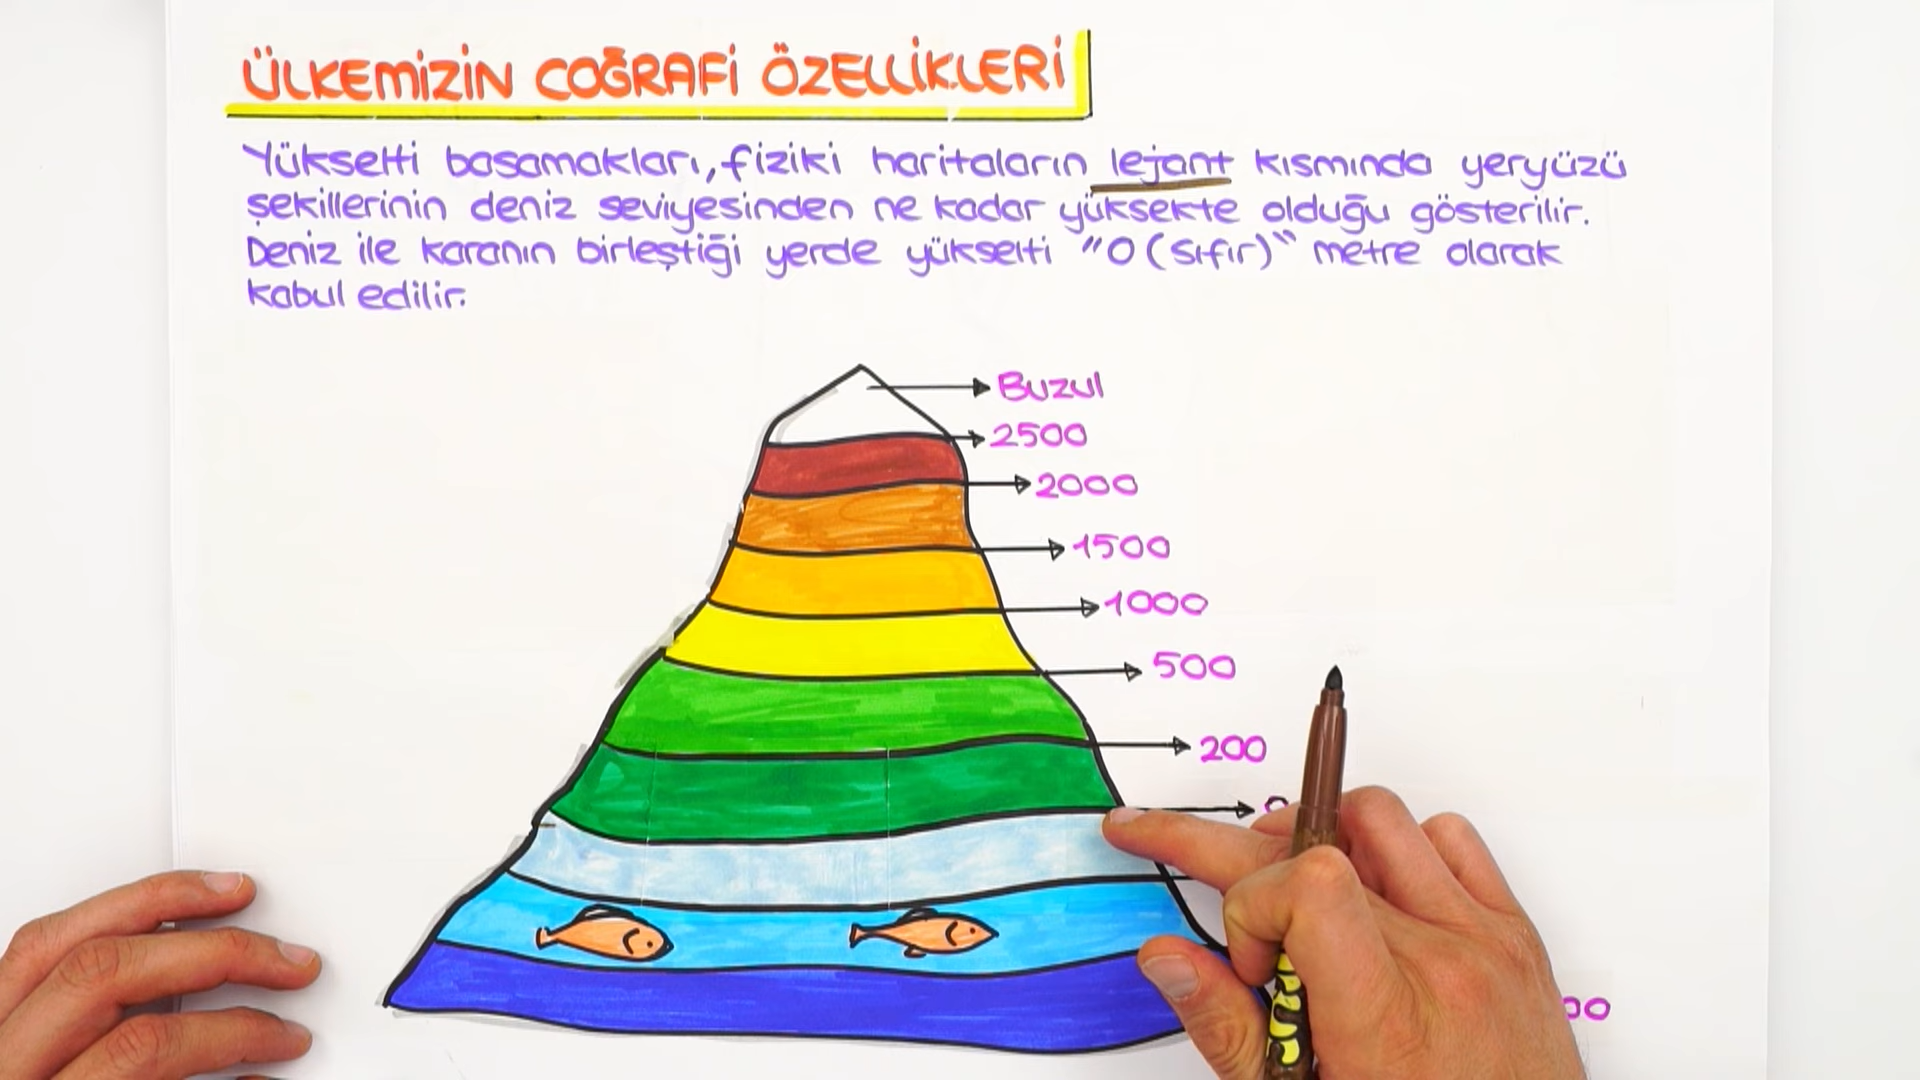 ÜLKEMİZİN COĞRAFİ ÖZELLİKLERİ
Yükselti basamakları, fiziki haritaların lejant kısmında yeryüzü
şekillerinin deniz seviyesinden ne kadar yüksekte olduğu gösterilir.
Deniz ile karanın birleştiği yerde yükselti "0 (Sıfır)" metre olarak
kabul edilir.
Buzul
2500
2000
1500
1000
500
200